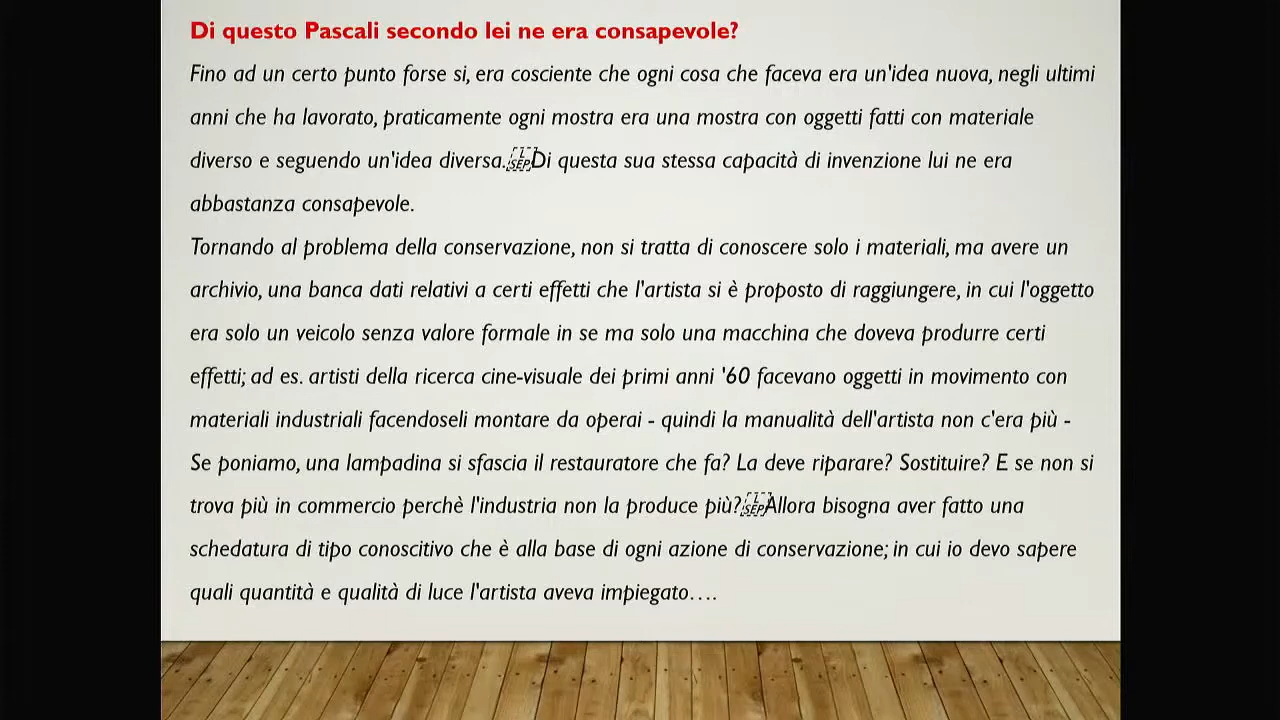 Di questo Pascali secondo lei ne era consapevole?
Fino ad un certo punto forse si, era cosciente che ogni cosa che faceva era un'idea nuova, negli ultimi
anni che ha lavorato, praticamente ogni mostra era una mostra con oggetti fatti con materiale
diverso e seguendo un'idea diversa.[L SEP]Di questa sua stessa capacità di invenzione lui ne era
abbastanza consapevole.
Tornando al problema della conservazione, non si tratta di conoscere solo i materiali, ma avere un
archivio, una banca dati relativi a certi effetti che l'artista si è proposto di raggiungere, in cui l'oggetto
era solo un veicolo senza valore formale in se ma solo una macchina che doveva produrre certi
effetti; ad es. artisti della ricerca cine-visuale dei primi anni '60 facevano oggetti in movimento con
materiali industriali facendoseli montare da operai - quindi la manualità dell'artista non c'era più -
Se poniamo, una lampadina si sfascia il restauratore che fa? La deve riparare? Sostituire? E se non si
trova più in commercio perchè l'industria non la produce più?[L SEP]Allora bisogna aver fatto una
schedatura di tipo conoscitivo che è alla base di ogni azione di conservazione; in cui io devo sapere
quali quantità e qualità di luce l'artista aveva impiegato….